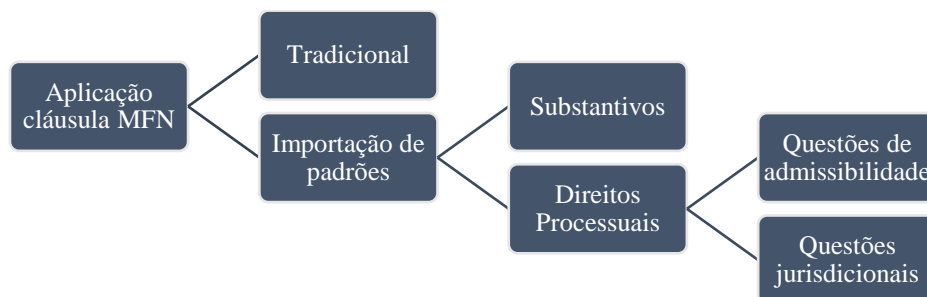 Aplicação
cláusula MFN
Tradicional
Importação de
padrões
Substantivos
Direitos
Processuais
Questões de
admissibilidade
Questões
jurisdicionais